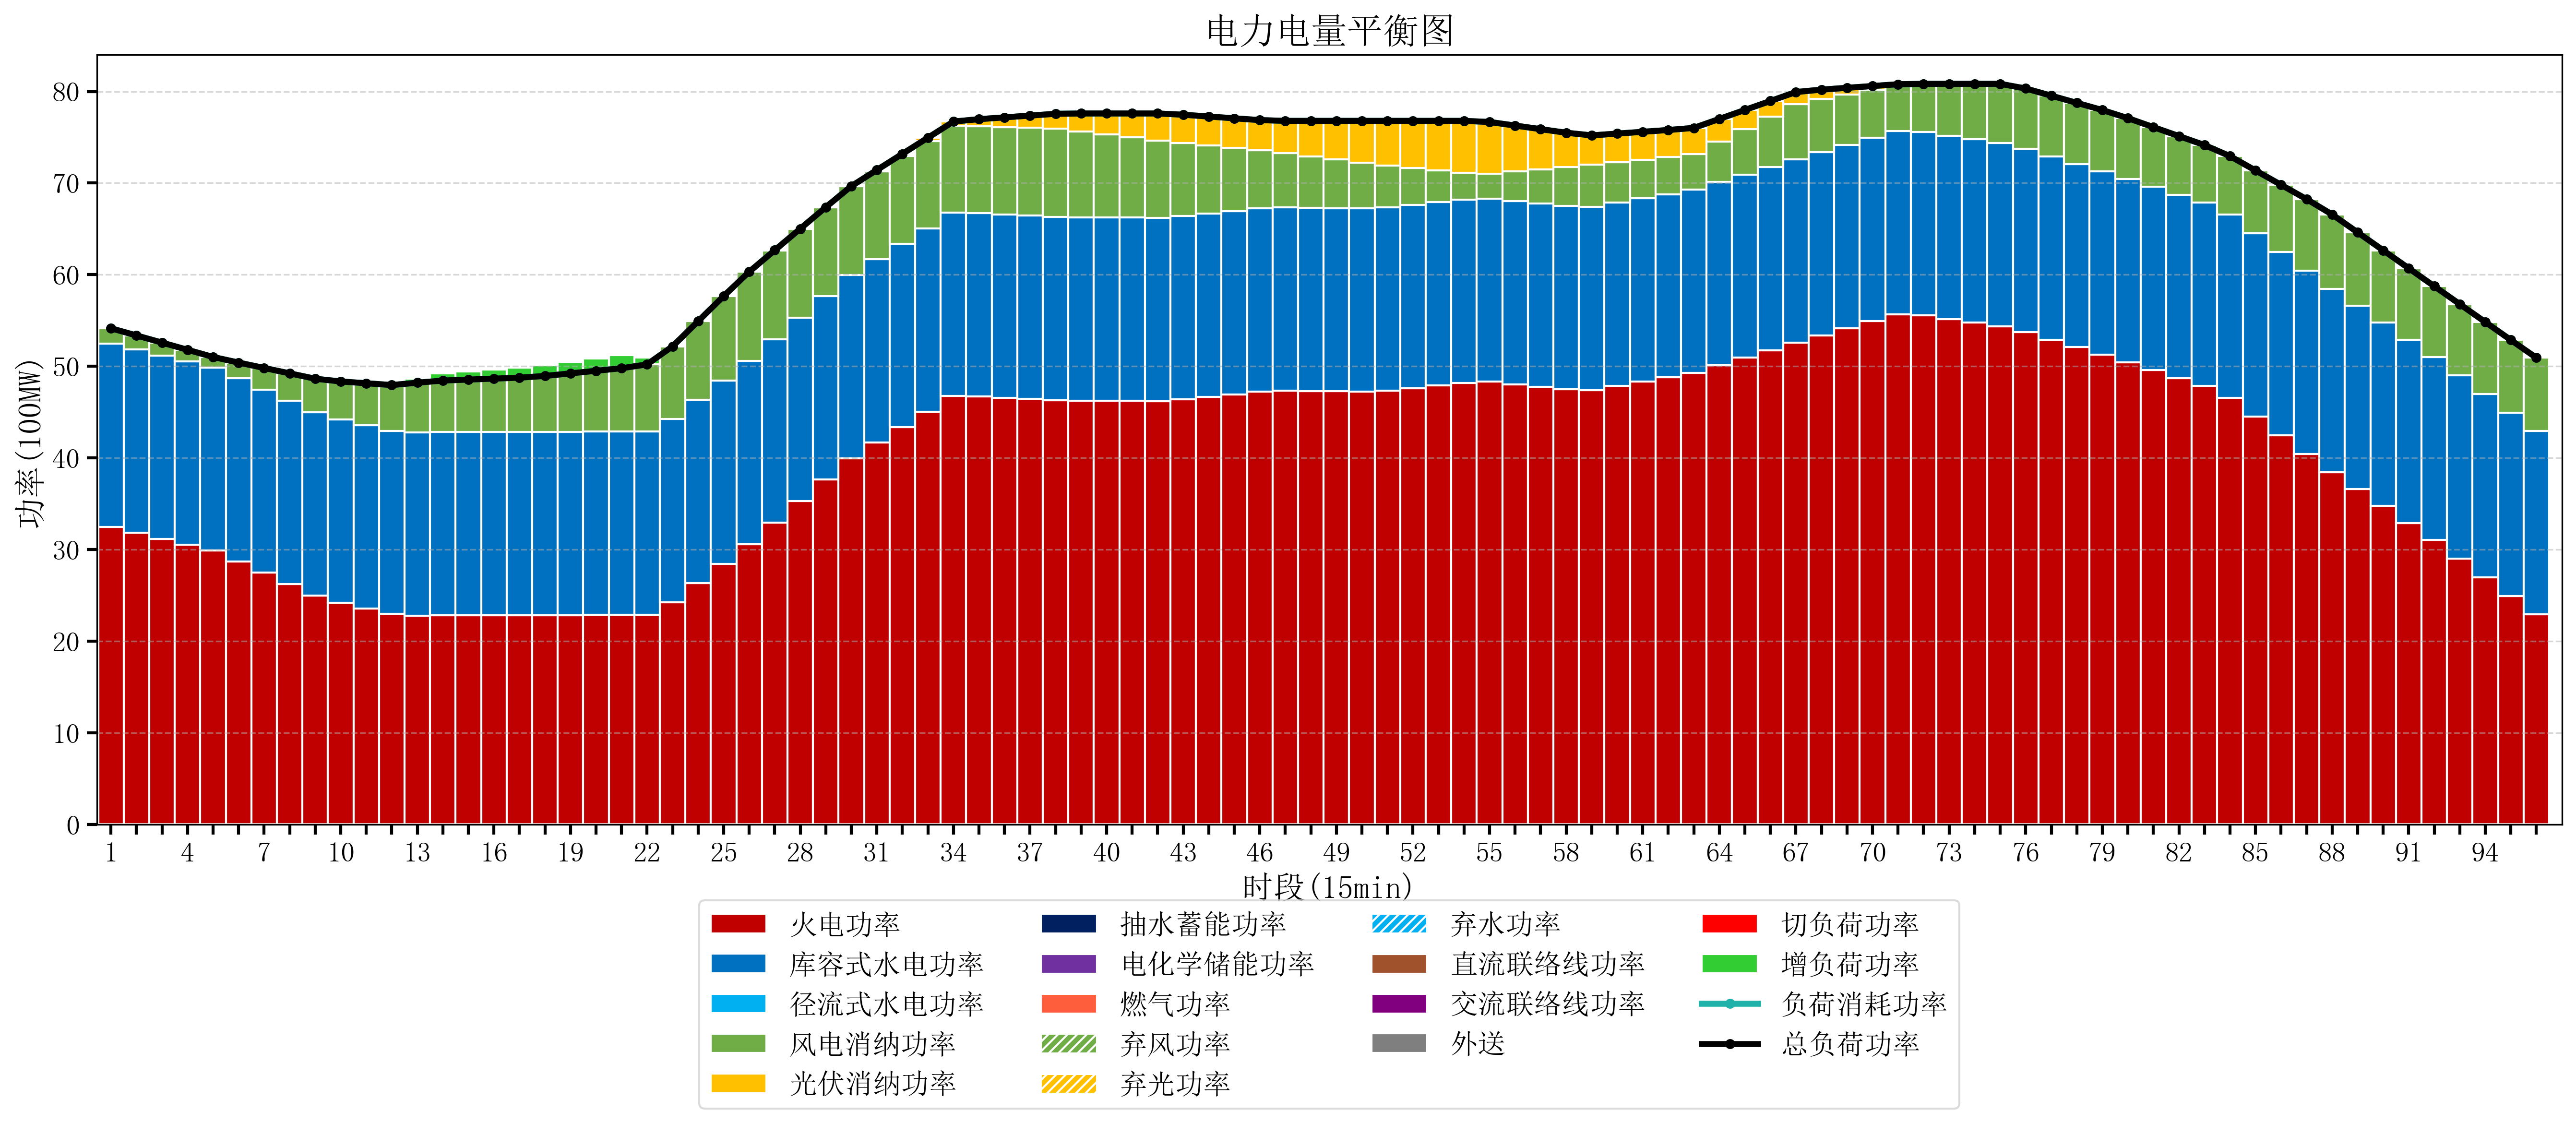 电力电量平衡图
功率(100MW)
80
70
60
50
40
30
20
10
0
1 4 7 10 13 16 19 22 25 28 31 34 37 40 43 46 49 52 55 58 61 64 67 70 73 76 79 82 85 88 91 94
时段(15min)
火电功率 抽水蓄能功率 弃水功率 切负荷功率
库容式水电功率 电化学储能功率 直流联络线功率 增负荷功率
径流式水电功率 燃气功率 交流联络线功率 负荷消耗功率
风电消纳功率 弃风功率 外送 总负荷功率
光伏消纳功率 弃光功率